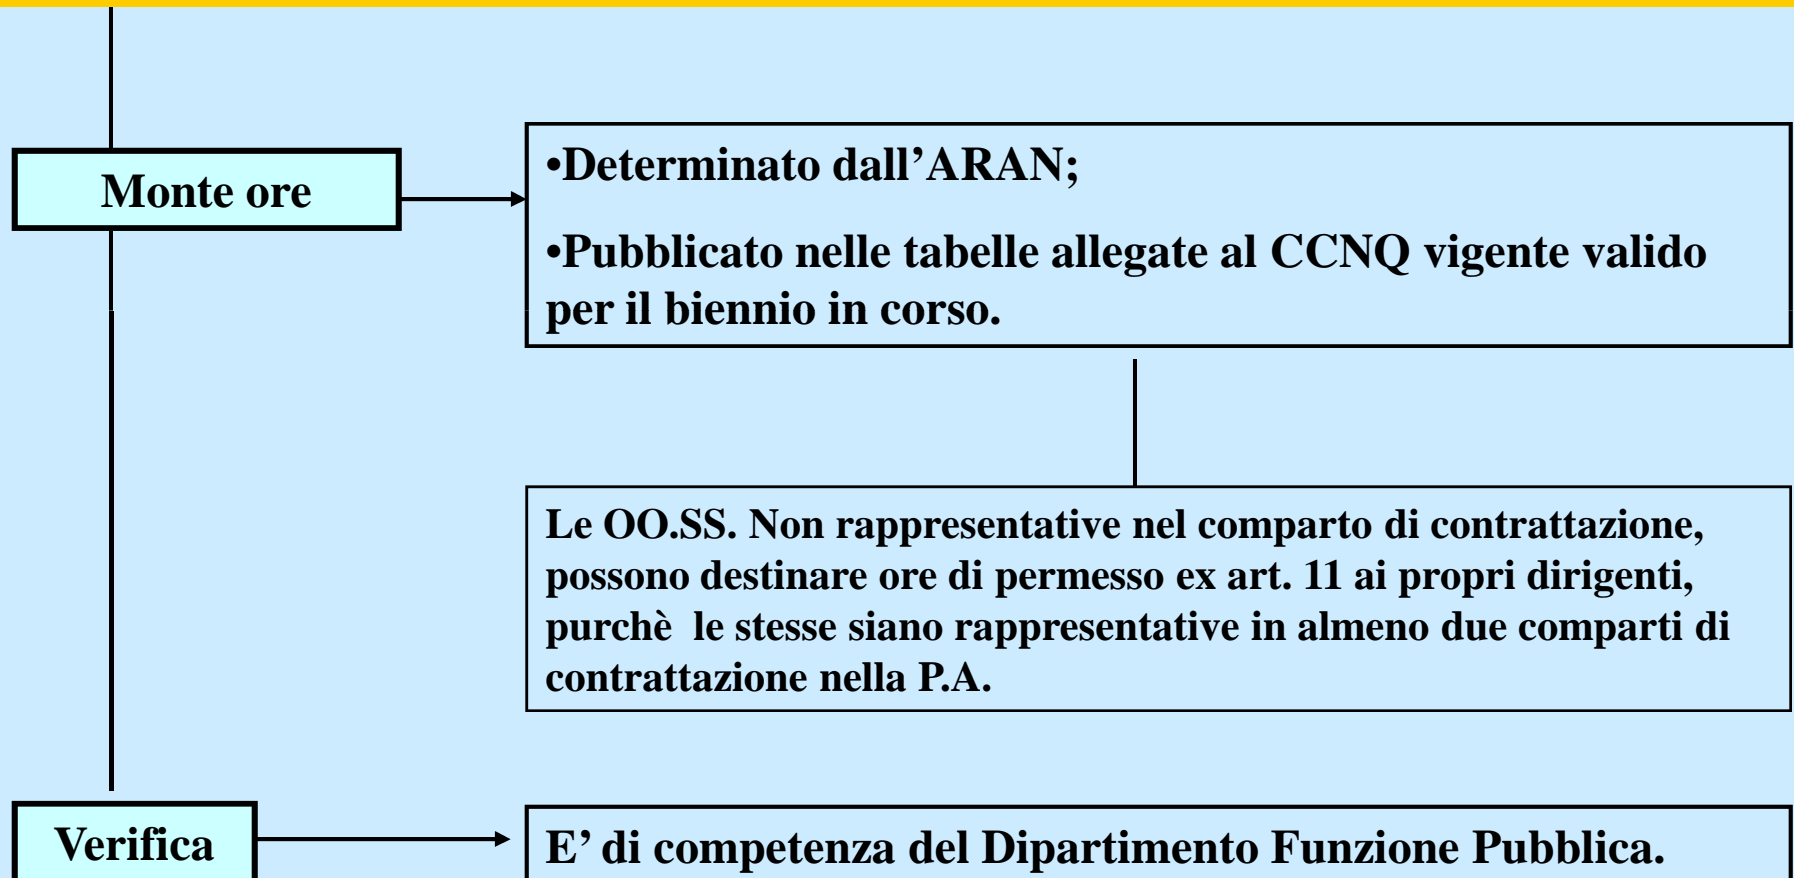 Monte ore
•Determinato dall’ARAN;
•Pubblicato nelle tabelle allegate al CCNQ vigente valido
per il biennio in corso.
Le OO.SS. Non rappresentative nel comparto di contrattazione,
possono destinare ore di permesso ex art. 11 ai propri dirigenti,
purchè le stesse siano rappresentative in almeno due comparti di
contrattazione nella P.A.
Verifica
E’ di competenza del Dipartimento Funzione Pubblica.